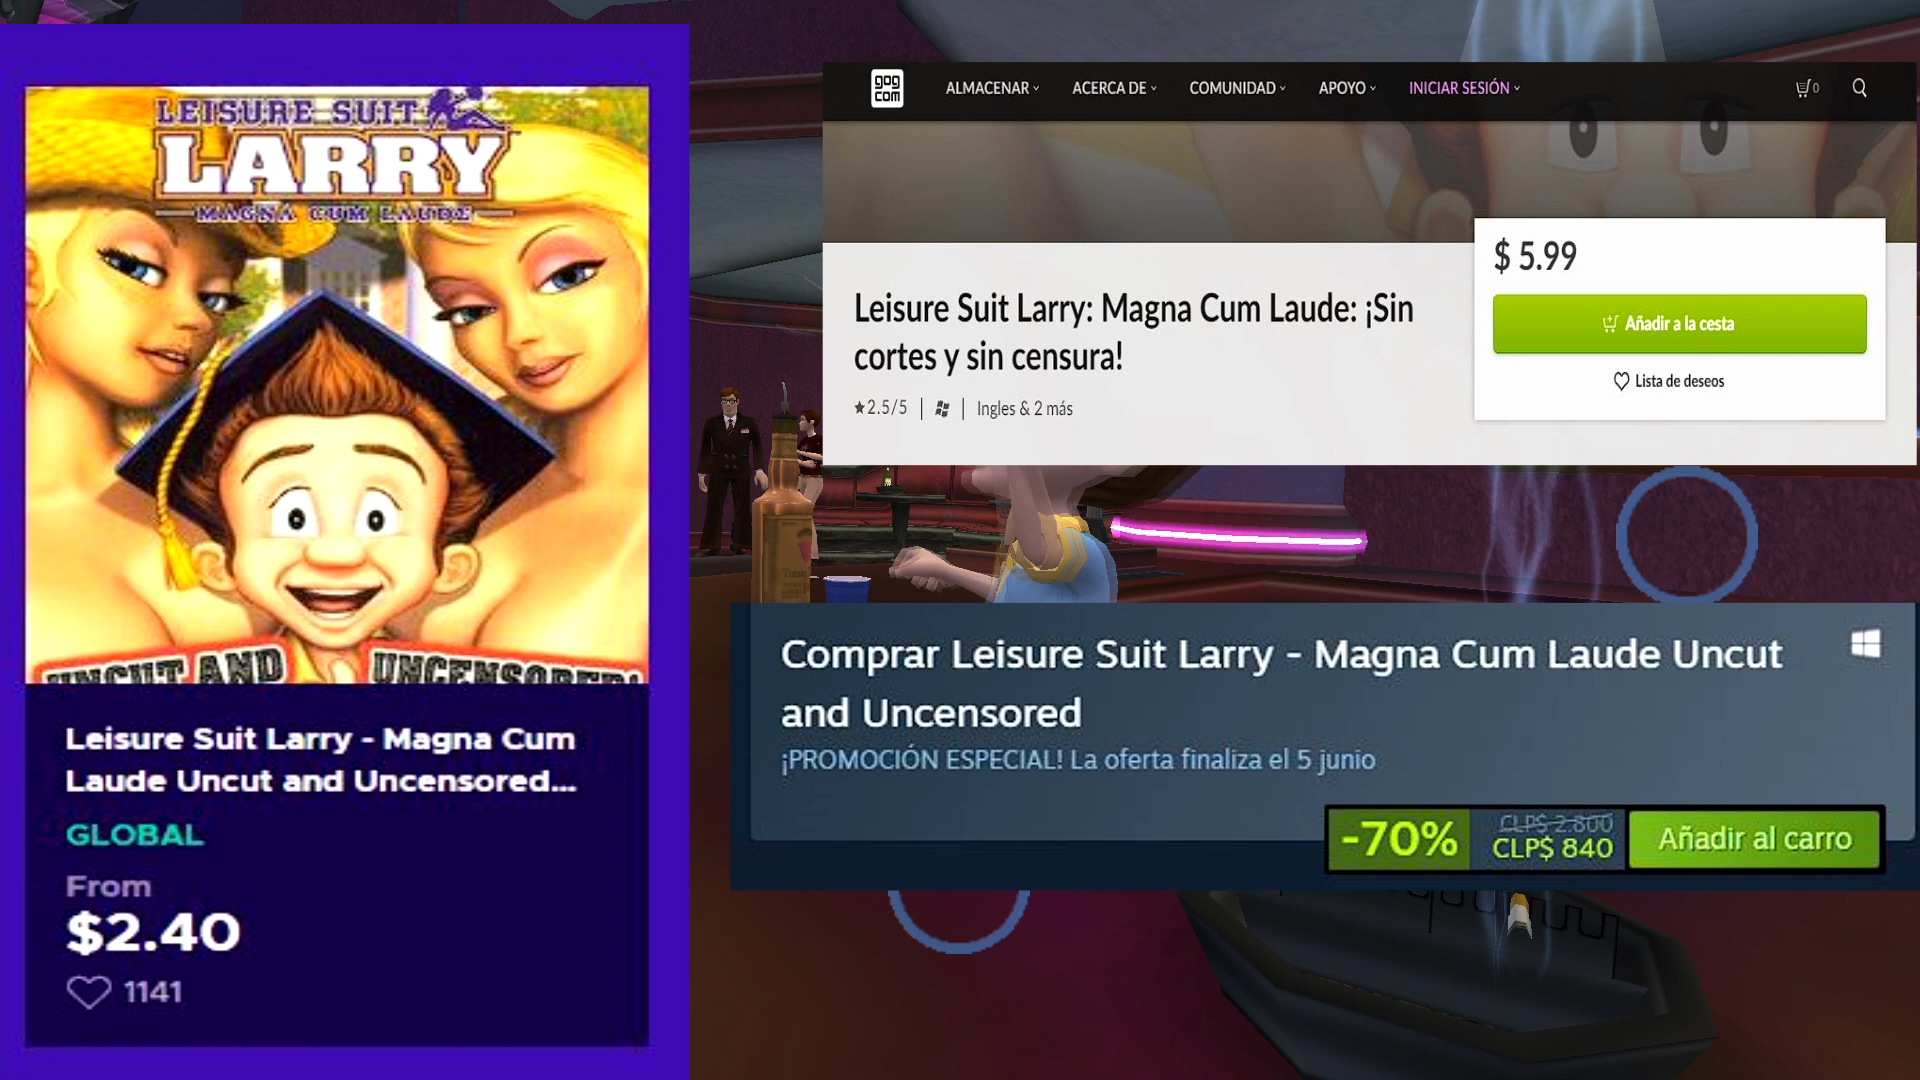 LEISURE SUIT
LARRY
MAGNA CUM LAUDE
UNCUT AND UNCENSORED!
Leisure Suit Larry - Magna Cum
Laude Uncut and Uncensored...
GLOBAL
From
$2.40
1141
gog
com
ALMACENAR
ACERCA DE
COMUNIDAD
APOYO
INICIAR SESIÓN
0
Leisure Suit Larry: Magna Cum Laude: ¡Sin
cortes y sin censura!
2.5/5
Ingles & 2 más
$ 5.99
Añadir a la cesta
Lista de deseos
Comprar Leisure Suit Larry - Magna Cum Laude Uncut
and Uncensored
¡PROMOCIÓN ESPECIAL! La oferta finaliza el 5 junio
-70%
CLP$ 2.800
CLP$ 840
Añadir al carro